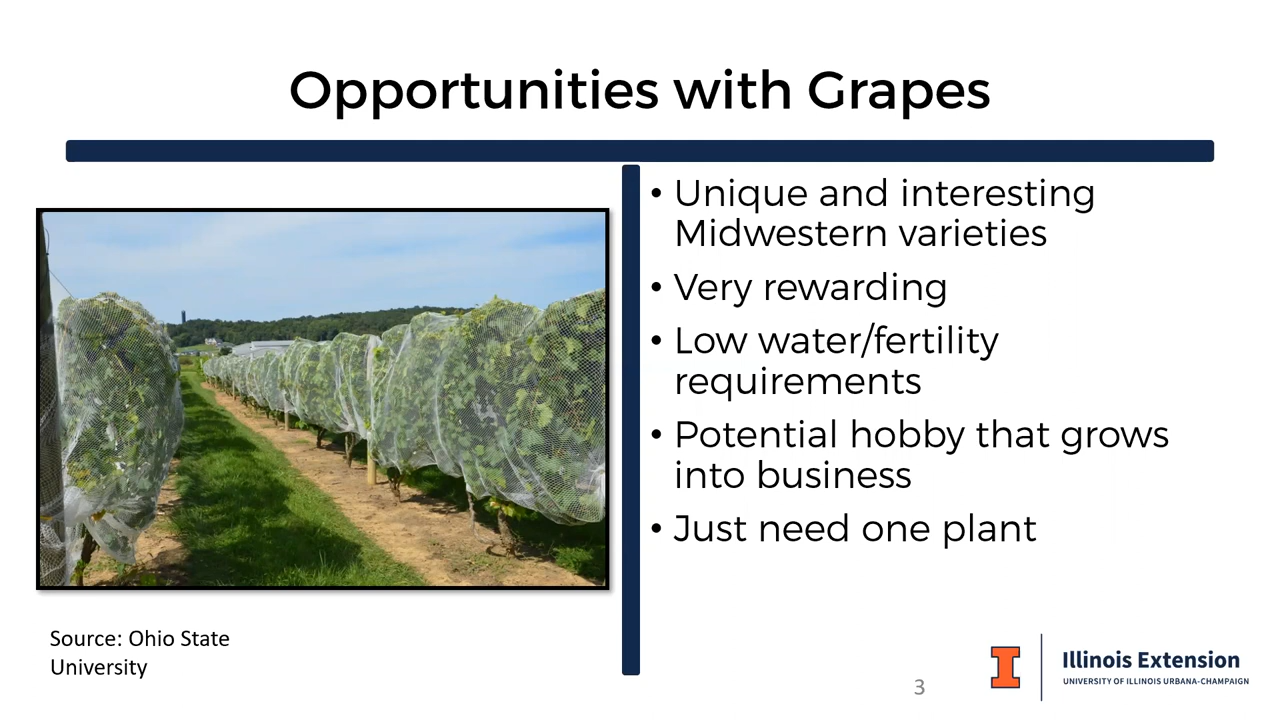 Opportunities with Grapes
• Unique and interesting
Midwestern varieties
• Very rewarding
• Low water/fertility
requirements
• Potential hobby that grows
into business
• Just need one plant
Source: Ohio State
University
3
I
Illinois Extension
UNIVERSITY OF ILLINOIS URBANA-CHAMPAIGN